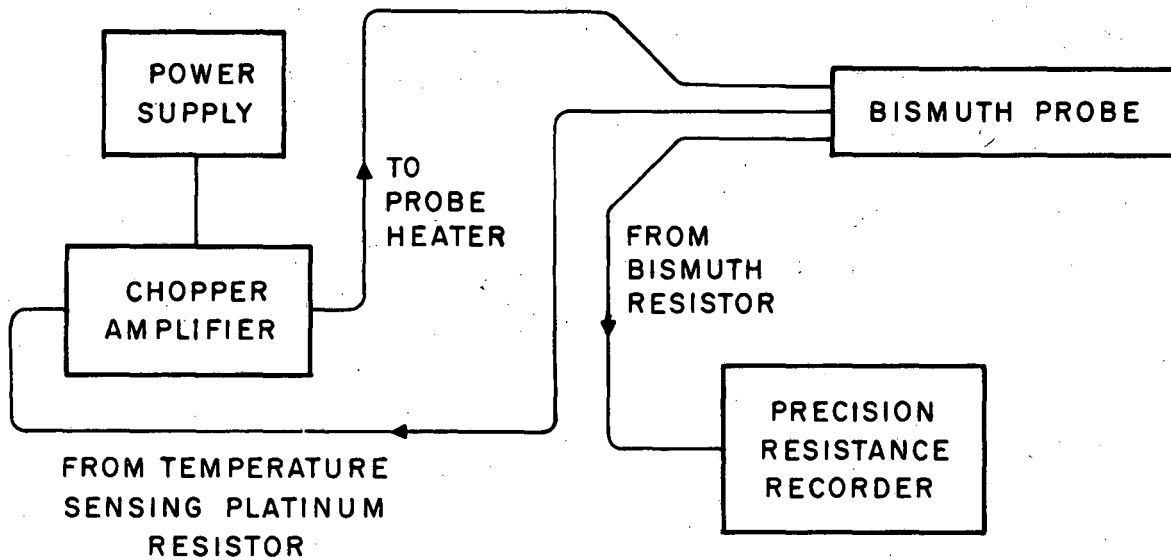 POWER
SUPPLY
BISMUTH PROBE
TO
PROBE
HEATER
FROM
BISMUTH
RESISTOR
CHOPPER
AMPLIFIER
PRECISION
RESISTANCE
RECORDER
FROM TEMPERATURE
SENSING PLATINUM
RESISTOR